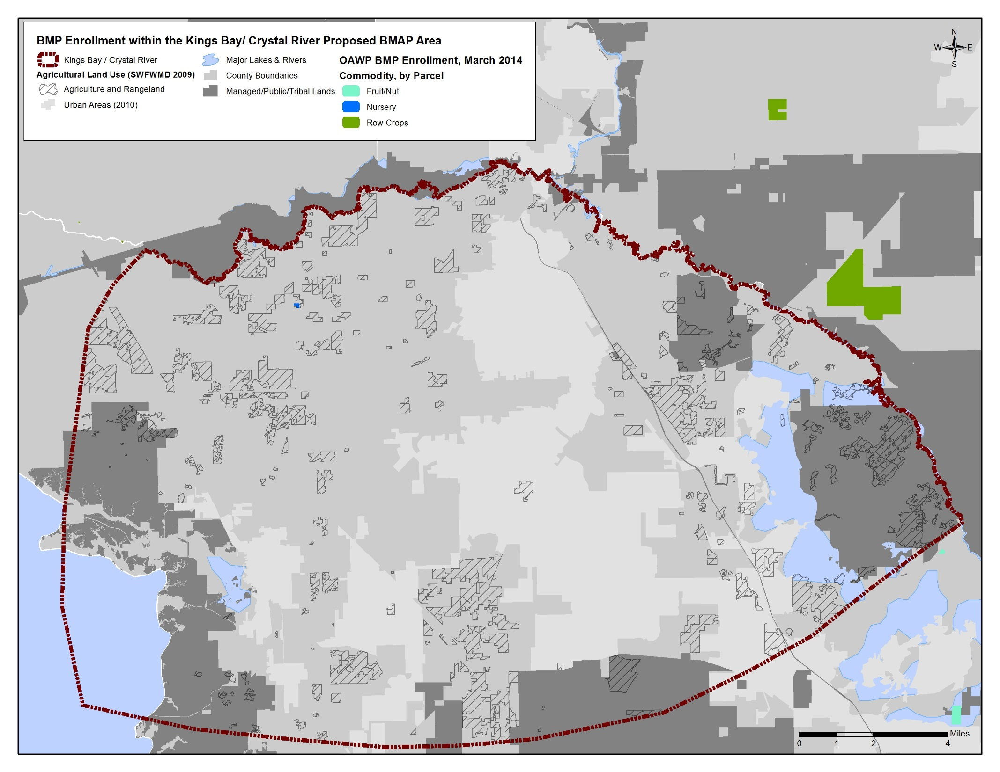 BMP Enrollment within the Kings Bay/ Crystal River Proposed BMAP Area
Kings Bay / Crystal River
Agricultural Land Use (SWFWMD 2009)
Agriculture and Rangeland
Urban Areas (2010)
Major Lakes & Rivers
County Boundaries
Managed/Public/Tribal Lands
OAWP BMP Enrollment, March 2014
Commodity, by Parcel
Fruit/Nut
Nursery
Row Crops
N
W E
S
Miles
0 1 2 4